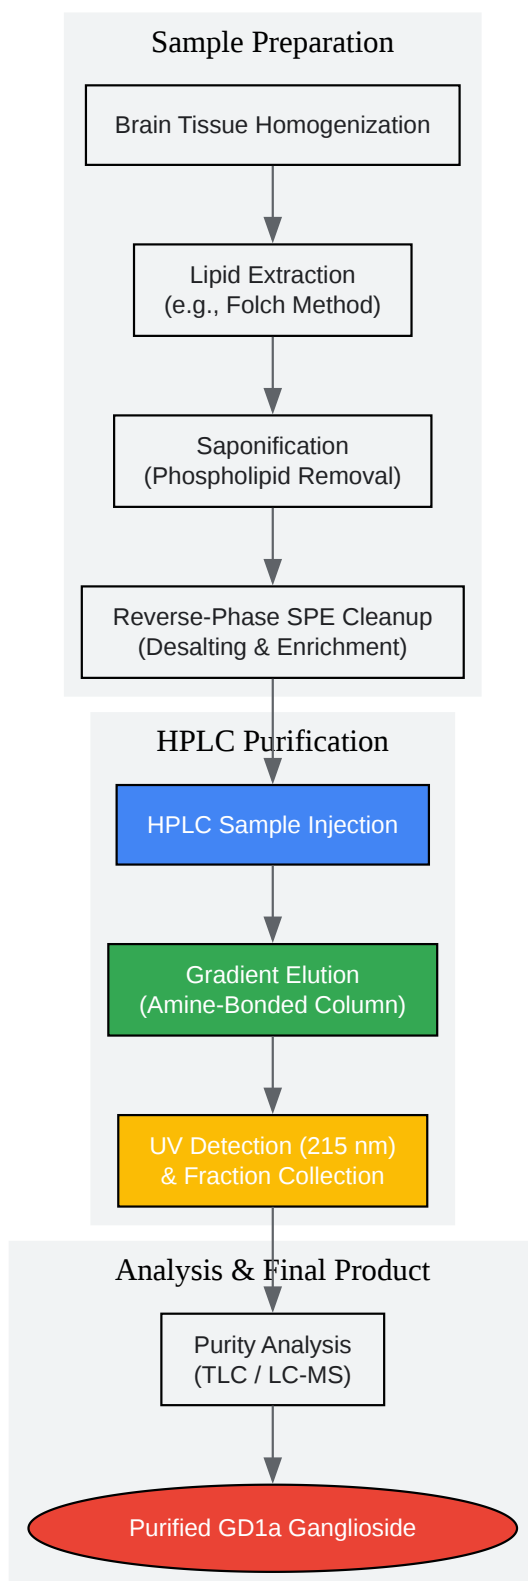 Sample Preparation
Brain Tissue Homogenization
Lipid Extraction
(e.g., Folch Method)
Saponification
(Phospholipid Removal)
Reverse-Phase SPE Cleanup
(Desalting & Enrichment)
HPLC Purification
HPLC Sample Injection
Gradient Elution
(Amine-Bonded Column)
UV Detection (215 nm)
& Fraction Collection
Analysis & Final Product
Purity Analysis
(TLC / LC-MS)
Purified GD1a Ganglioside